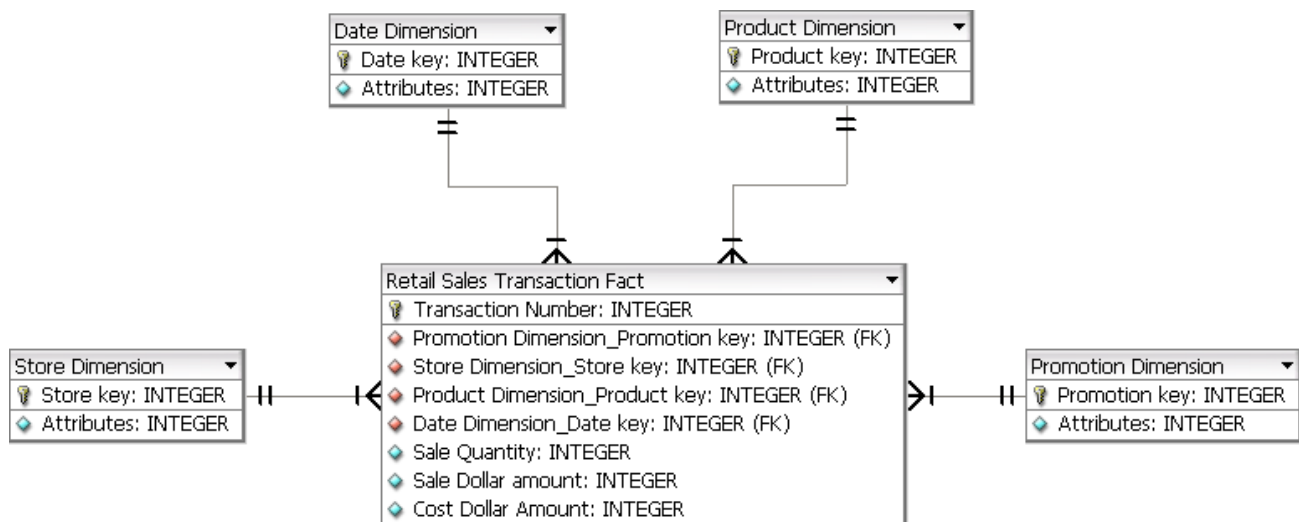 Date Dimension
Date key: INTEGER
Attributes: INTEGER
Product Dimension
Product key: INTEGER
Attributes: INTEGER
Retail Sales Transaction Fact
Transaction Number: INTEGER
Promotion Dimension_Promotion key: INTEGER (FK)
Store Dimension_Store key: INTEGER (FK)
Product Dimension_Product key: INTEGER (FK)
Date Dimension_Date key: INTEGER (FK)
Sale Quantity: INTEGER
Sale Dollar amount: INTEGER
Cost Dollar Amount: INTEGER
Store Dimension
Store key: INTEGER
Attributes: INTEGER
Promotion Dimension
Promotion key: INTEGER
Attributes: INTEGER